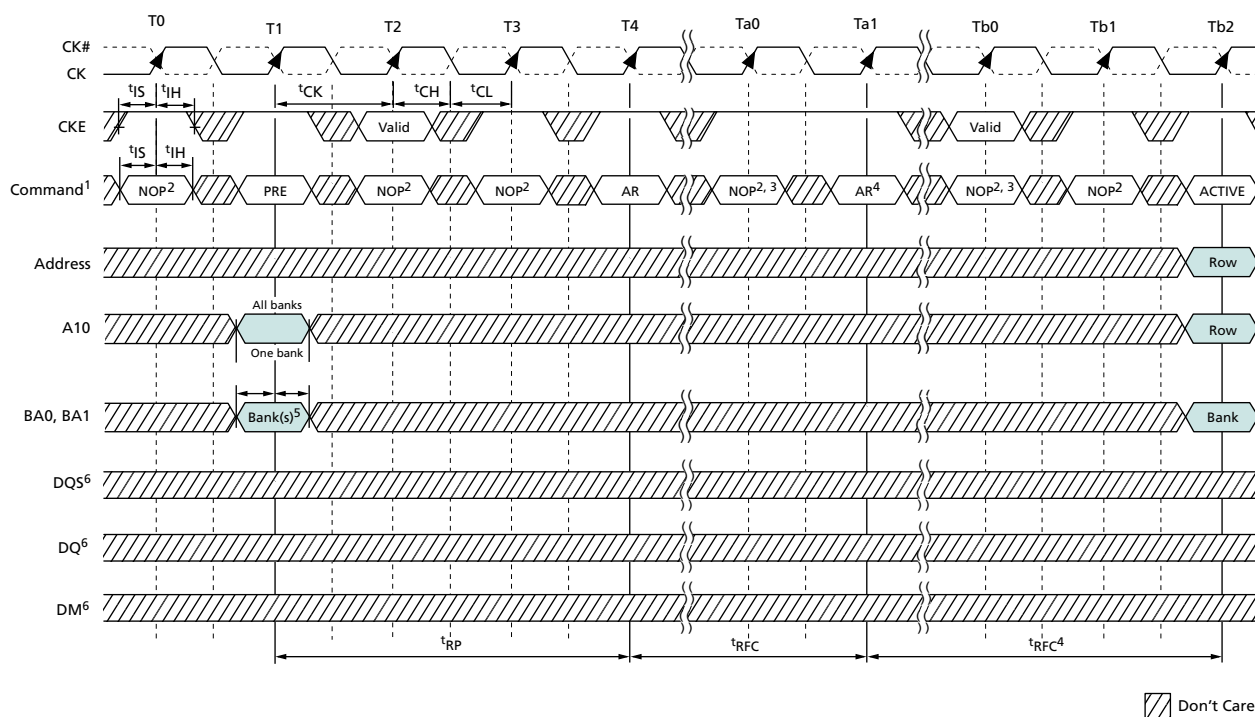 T0 T1 T2 T3 T4 Ta0 Ta1 Tb0 Tb1 Tb2
CK#
CK
tIS tIH tCK tCH tCL
CKE Valid Valid
tIS tIH
Command1 NOP2 PRE NOP2 NOP2 AR NOP2, 3 AR4 NOP2, 3 NOP2 ACTIVE
Address Row
All banks
A10 Row
One bank
BA0, BA1 Bank(s)5 Bank
DQS6
DQ6
DM6
tRP tRFC tRFC4
Don't Care